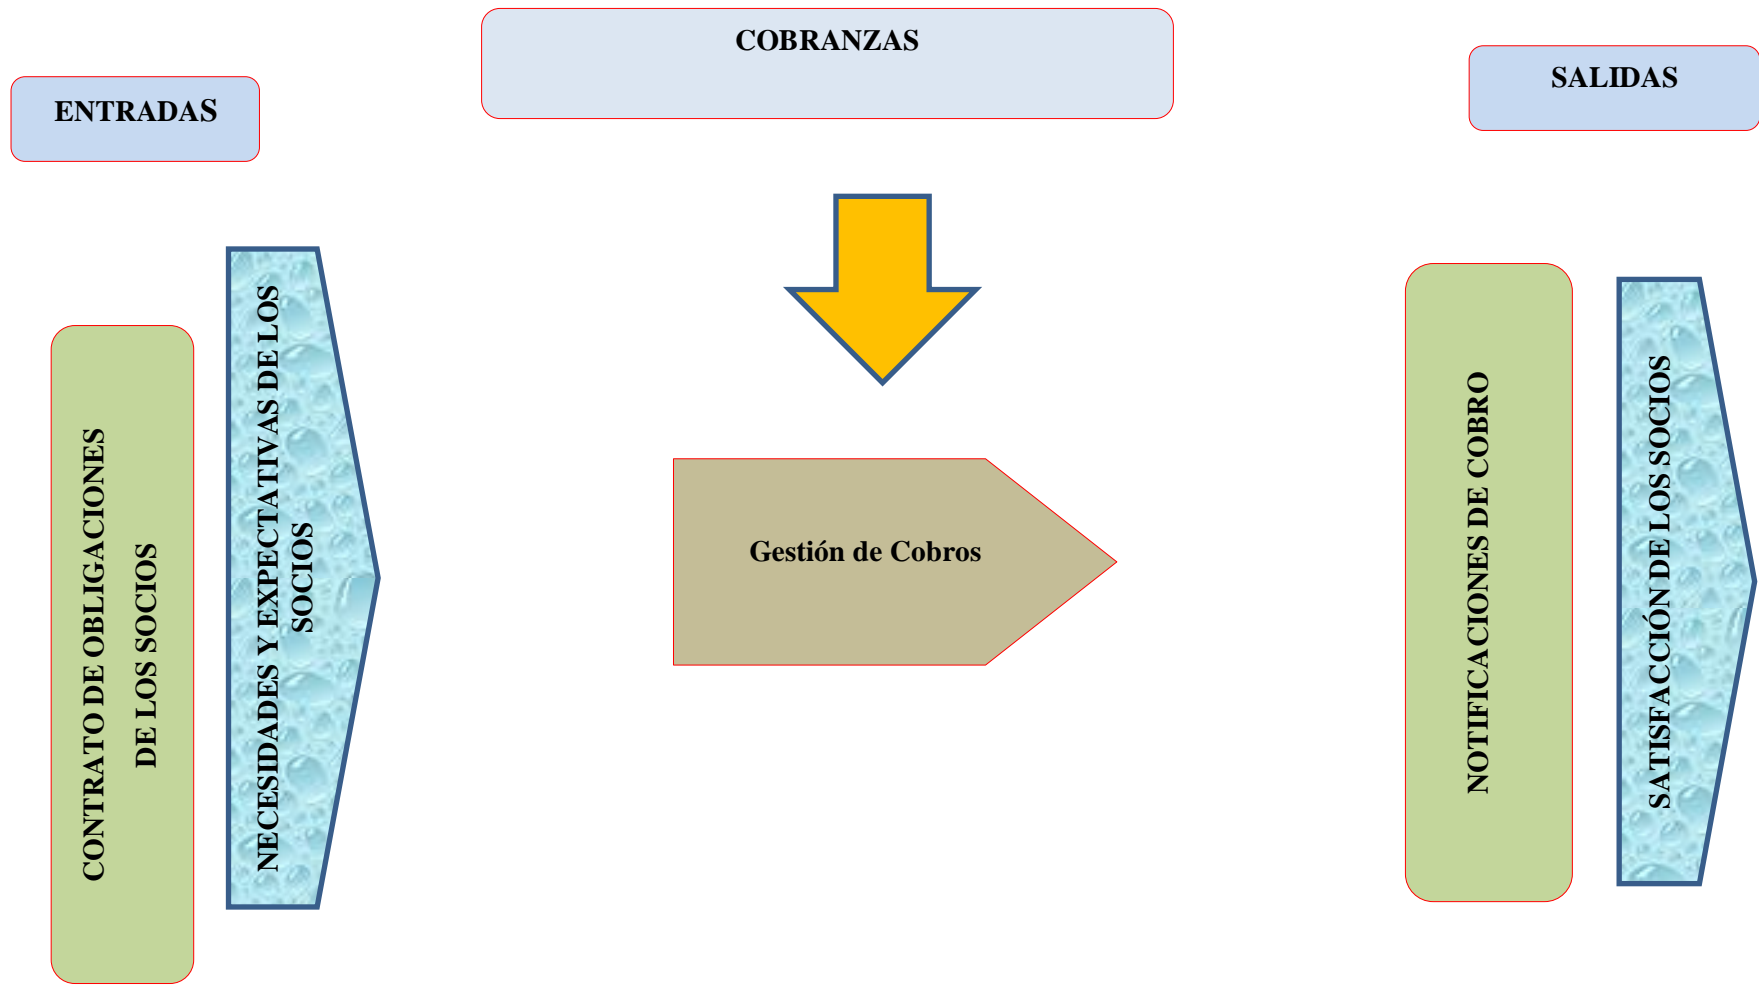 COBRANZAS
ENTRADAS
SALIDAS
CONTRATO DE OBLIGACIONES
DE LOS SOCIOS
NECESIDADES Y EXPECTATIVAS DE LOS
SOCIOS
Gestión de Cobros
NOTIFICACIONES DE COBRO
SATISFACCIÓN DE LOS SOCIOS